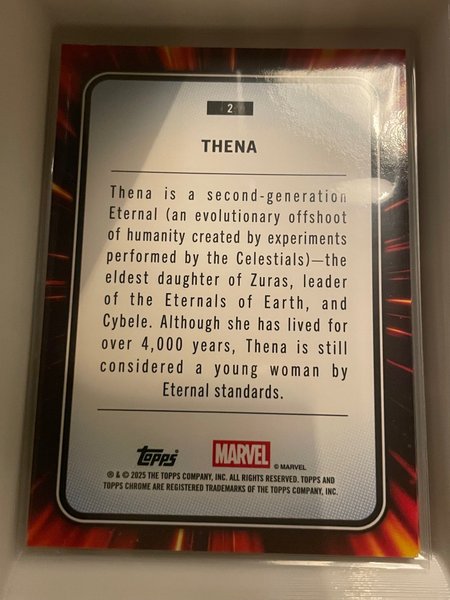 2
THENA
Thena is a second-generation
Eternal (an evolutionary offshoot
of humanity created by experiments
performed by the Celestials)—the
eldest daughter of Zuras, leader
of the Eternals of Earth, and
Cybele. Although she has lived for
over 4,000 years, Thena is still
considered a young woman by
Eternal standards.
Topps MARVEL © MARVEL
® & © 2025 THE TOPPS COMPANY, INC. ALL RIGHTS RESERVED. TOPPS AND
TOPPS CHROME ARE REGISTERED TRADEMARKS OF THE TOPPS COMPANY, INC.